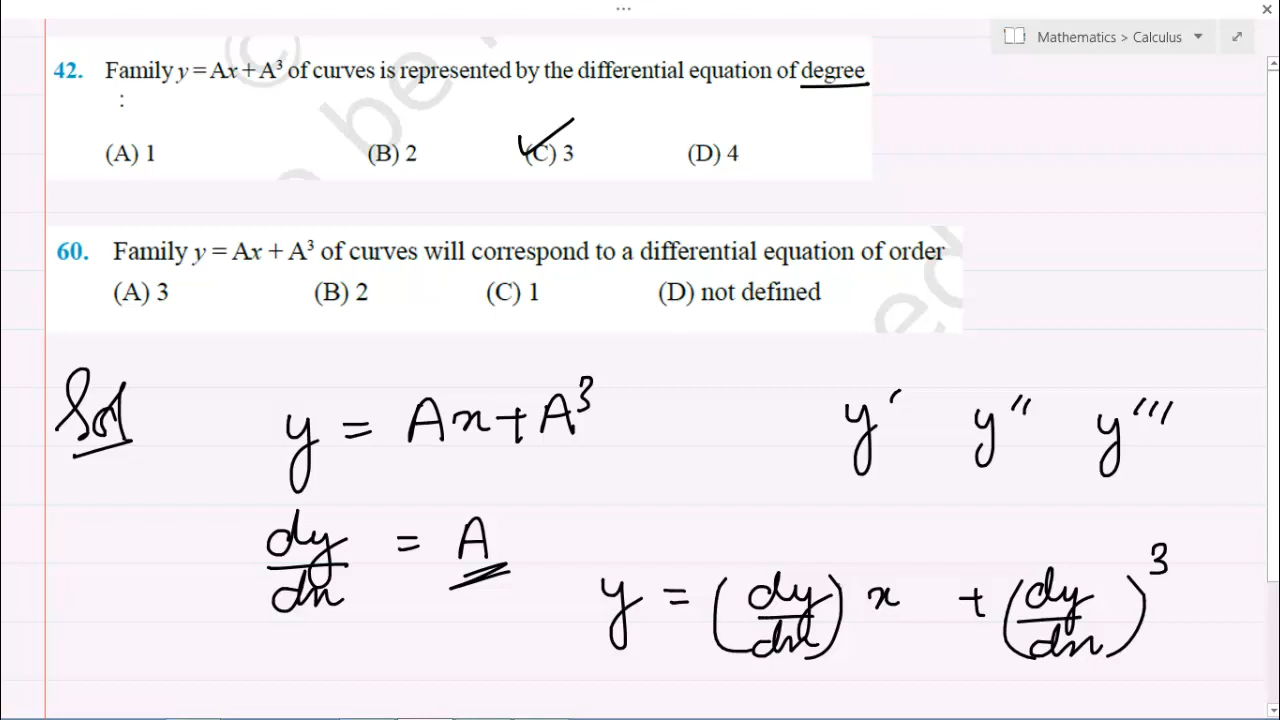 Mathematics > Calculus
42. Family y = Ax + A³ of curves is represented by the differential equation of degree
:
(A) 1 (B) 2 (C) 3 (D) 4
60. Family y = Ax + A³ of curves will correspond to a differential equation of order
(A) 3 (B) 2 (C) 1 (D) not defined
Sol y = Ax + A³ y′ y″ y‴
dy/dx = A
y = (dy/dx) x + (dy/dx)³